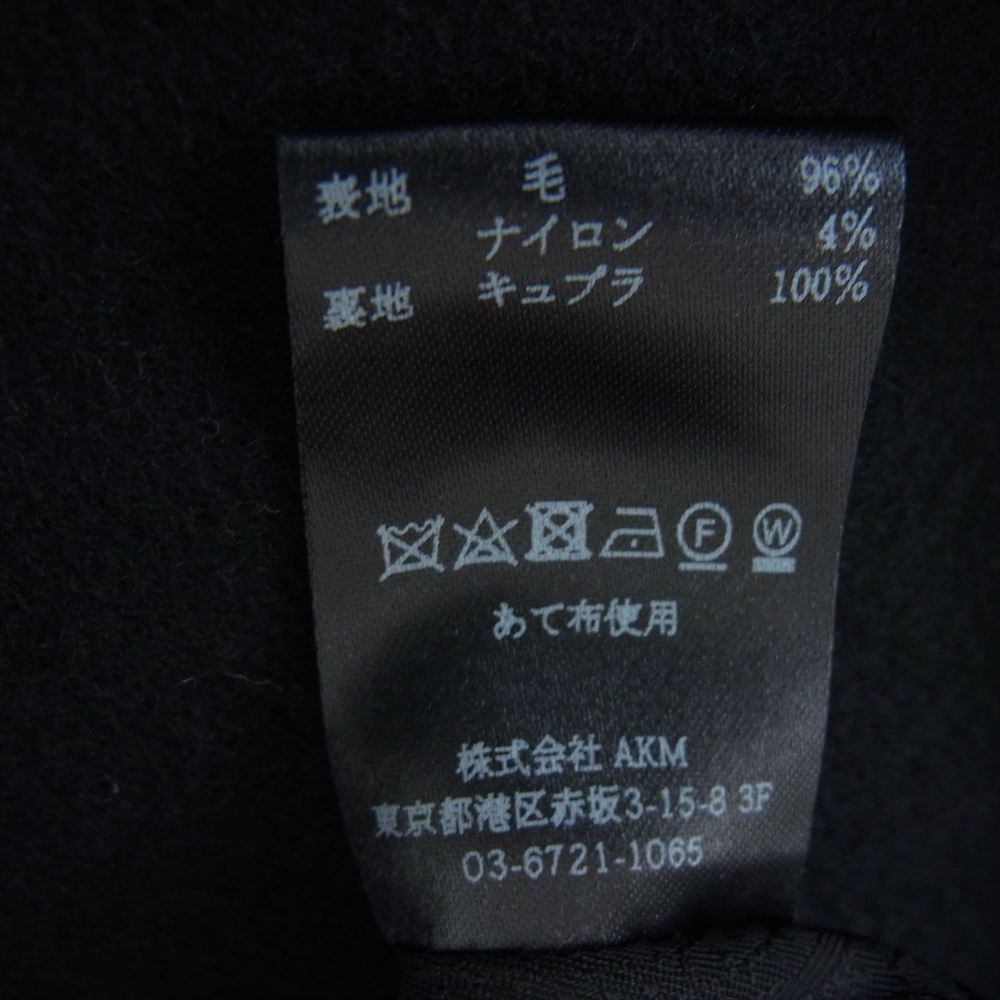 表地 毛 96%
ナイロン 4%
裏地 キュプラ 100%
F W
あて布使用
株式会社 AKM
東京都港区赤坂3-15-8 3F
03-6721-1065